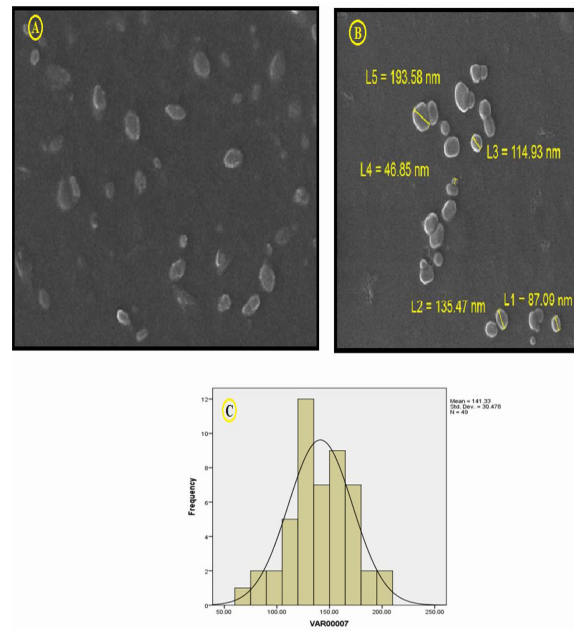 A
B
L5 = 193.58 nm
L3 = 114.93 nm
L4 = 46.85 nm
L2 = 135.47 nm
L1 = 87.09 nm
C
Mean = 141.33
Std. Dev. = 30.478
N = 49
Frequency
12
10
8
6
4
2
0
50.00 100.00 150.00 200.00 250.00
VAR00007